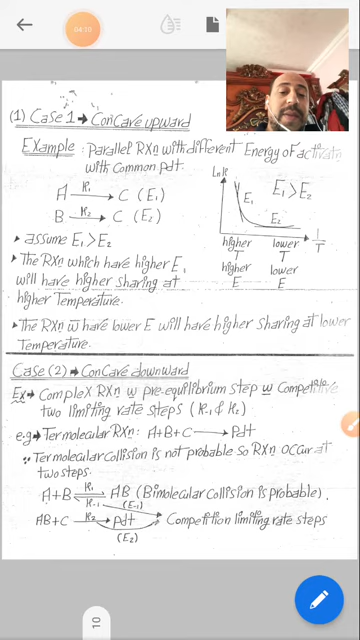 04:10
(1) Case 1 → Concave upward
Example: Parallel RXn with different Energy of activatn
with common pdt.
A —K1→ C (E1)
B —K2→ C (E2)
Ln K
E1
E1>E2
E2
1/T
higher T
lower T
higher E
lower E
assume E1>E2
The RXn which have higher E,
will have higher sharing at
higher Temperature.
The RXn w have lower E will have higher sharing at lower
Temperature.
Case (2) → Concave downward
Ex → Complex RXn w pre-equilibrium step w Competitive
two limiting rate steps (K1 & K2)
e.g → Termolecular RXn: A+B+C → Pdt
∵ Termolecular Collision is not probable so RXn occur at
two steps.
A+B ⇌ AB (Bimolecular Collision is probable).
K1
K-1
(E-1)
AB+C —K2→ pdt
Competition limiting rate steps
(E2)
10